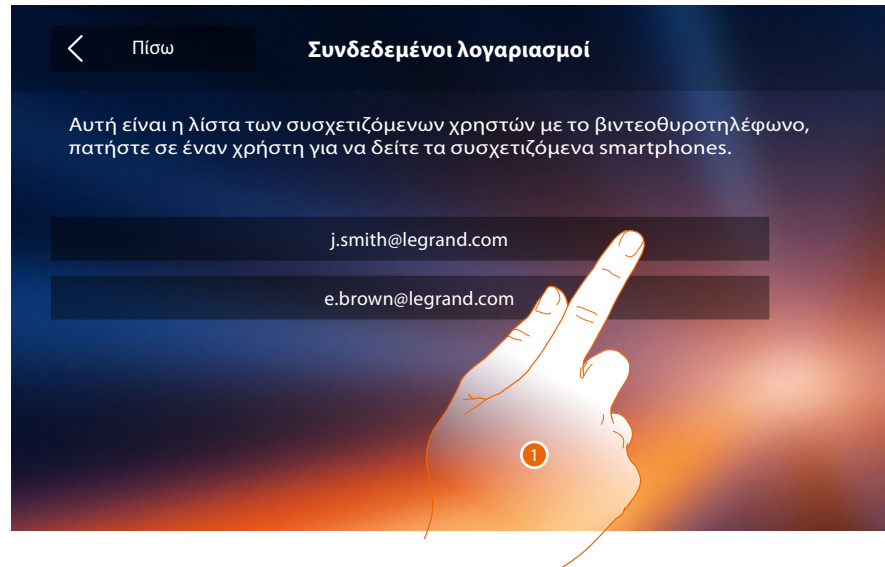 Πίσω
Συνδεδεμένοι λογαριασμοί
Αυτή είναι η λίστα των συσχετιζόμενων χρηστών με το βιντεοθυροτηλέφωνο,
πατήστε σε έναν χρήστη για να δείτε τα συσχετιζόμενα smartphones.
j.smith@legrand.com
e.brown@legrand.com
1